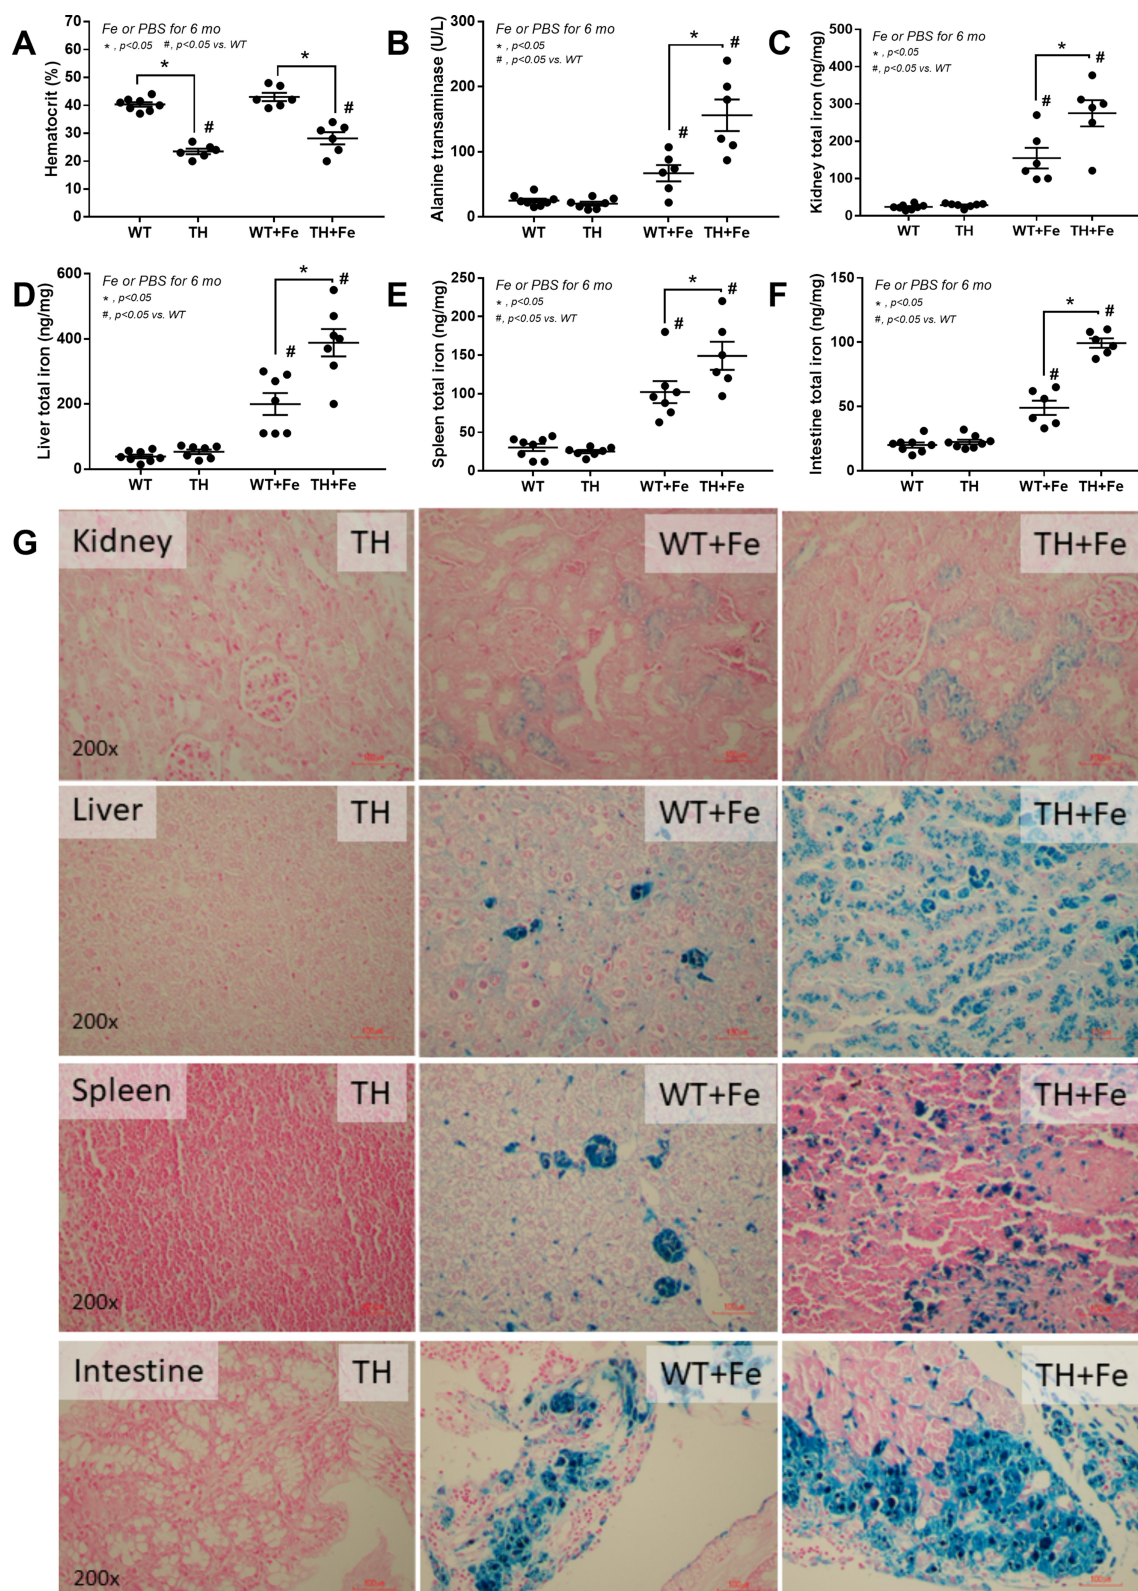 A
Hematocrit (%)
Fe or PBS for 6 mo
*, p<0.05 #, p<0.05 vs. WT
70
60
50
40
30
20
10
0
*
#
*
#
WT TH WT+Fe TH+Fe
B
Alanine transaminase (U/L)
Fe or PBS for 6 mo
*, p<0.05
#, p<0.05 vs. WT
300
200
100
0
#
*
#
WT TH WT+Fe TH+Fe
C
Kidney total iron (ng/mg)
Fe or PBS for 6 mo
*, p<0.05
#, p<0.05 vs. WT
500
400
300
200
100
0
#
*
#
WT TH WT+Fe TH+Fe
D
Liver total iron (ng/mg)
Fe or PBS for 6 mo
*, p<0.05
#, p<0.05 vs. WT
600
400
200
0
#
*
#
WT TH WT+Fe TH+Fe
E
Spleen total iron (ng/mg)
Fe or PBS for 6 mo
*, p<0.05
#, p<0.05 vs. WT
250
200
150
100
50
0
#
*
#
WT TH WT+Fe TH+Fe
F
Intestine total iron (ng/mg)
Fe or PBS for 6 mo
*, p<0.05
#, p<0.05 vs. WT
150
100
50
0
#
*
#
WT TH WT+Fe TH+Fe
G
Kidney TH WT+Fe TH+Fe
200x
Liver TH WT+Fe TH+Fe
200x
Spleen TH WT+Fe TH+Fe
200x
Intestine TH WT+Fe TH+Fe
200x